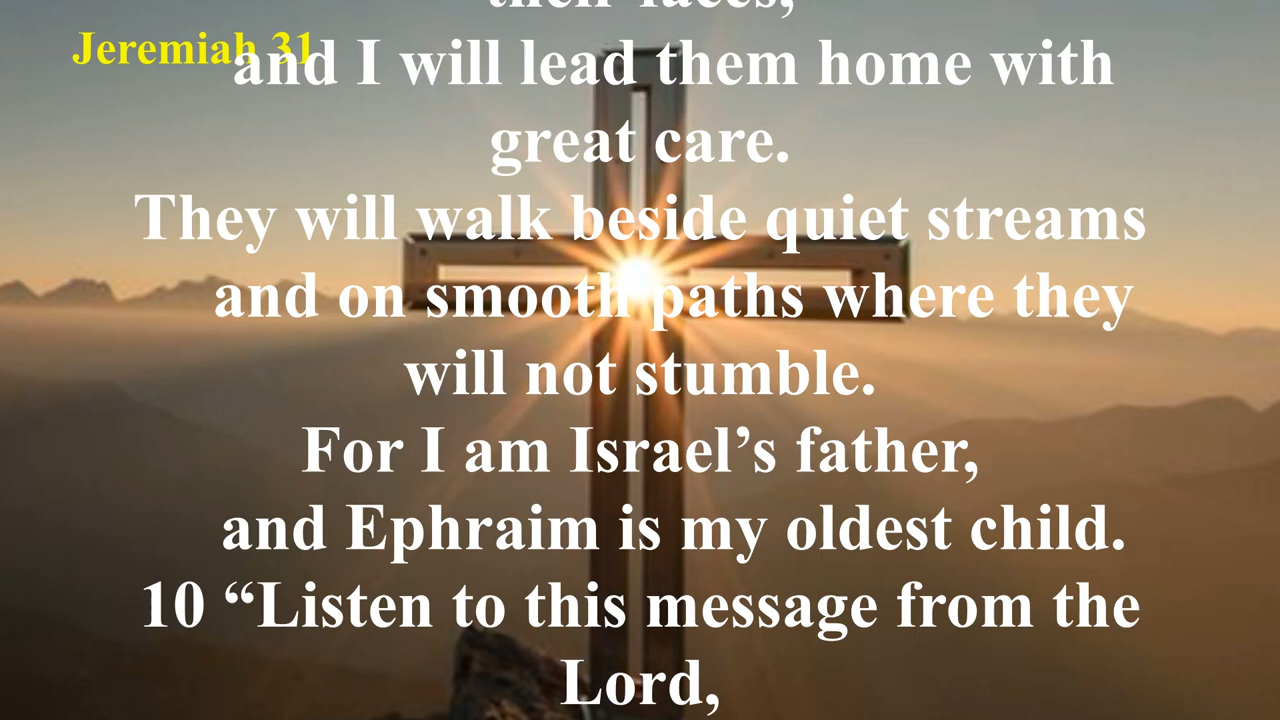 their faces,
Jeremiah 31
and I will lead them home with
great care.
They will walk beside quiet streams
and on smooth paths where they
will not stumble.
For I am Israel’s father,
and Ephraim is my oldest child.
10 “Listen to this message from the
Lord,